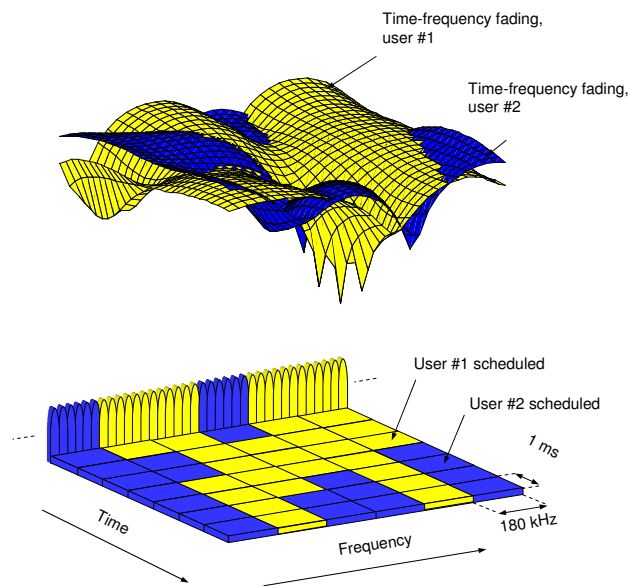 Time-frequency fading,
user #1
Time-frequency fading,
user #2
User #1 scheduled
User #2 scheduled
1 ms
180 kHz
Time
Frequency